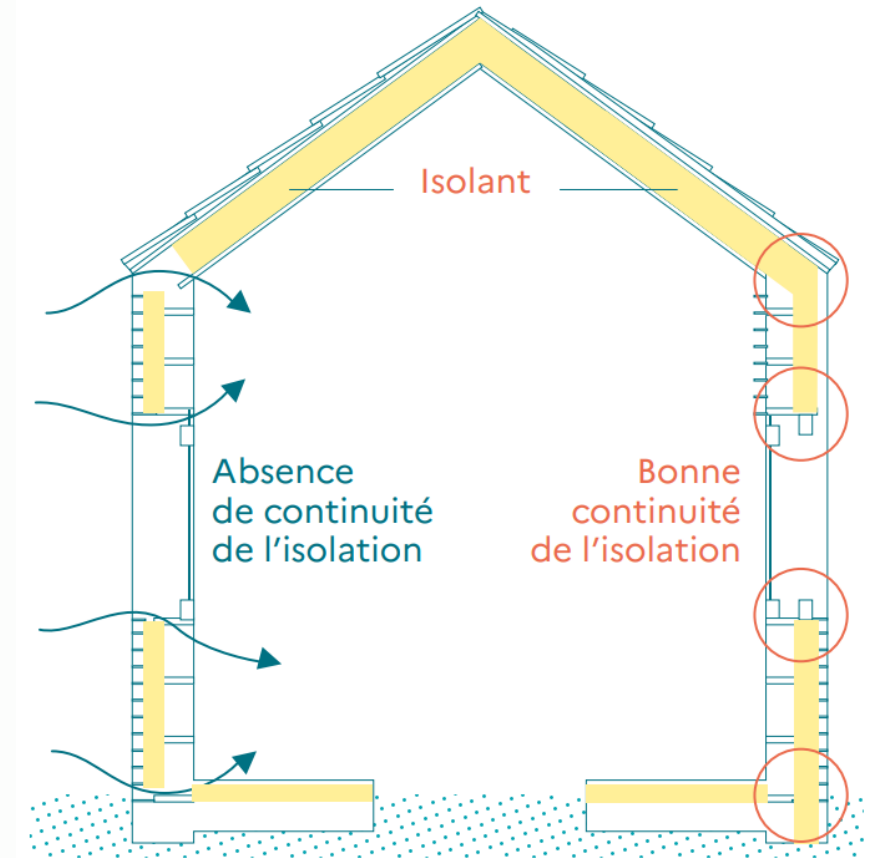 Isolant
Absence
de continuité
de l’isolation
Bonne
continuité
de l’isolation